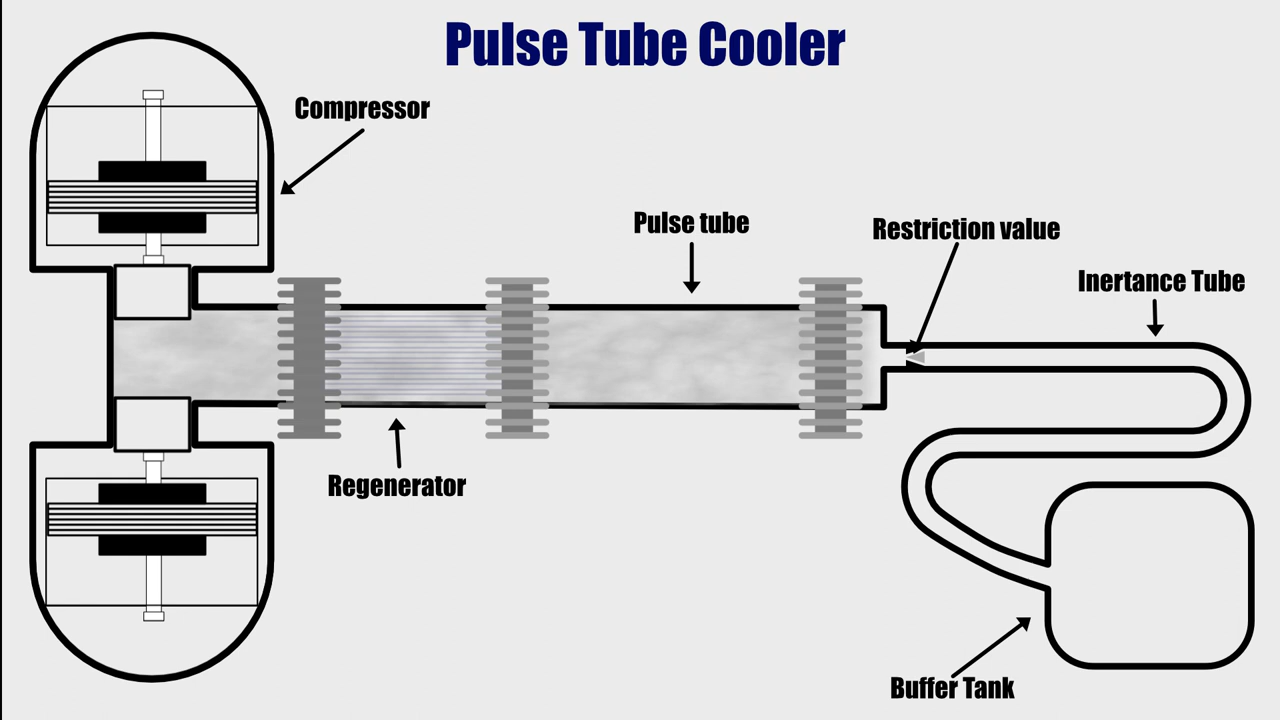 Pulse Tube Cooler
Compressor
Pulse tube
Restriction value
Inertance Tube
Regenerator
Buffer Tank